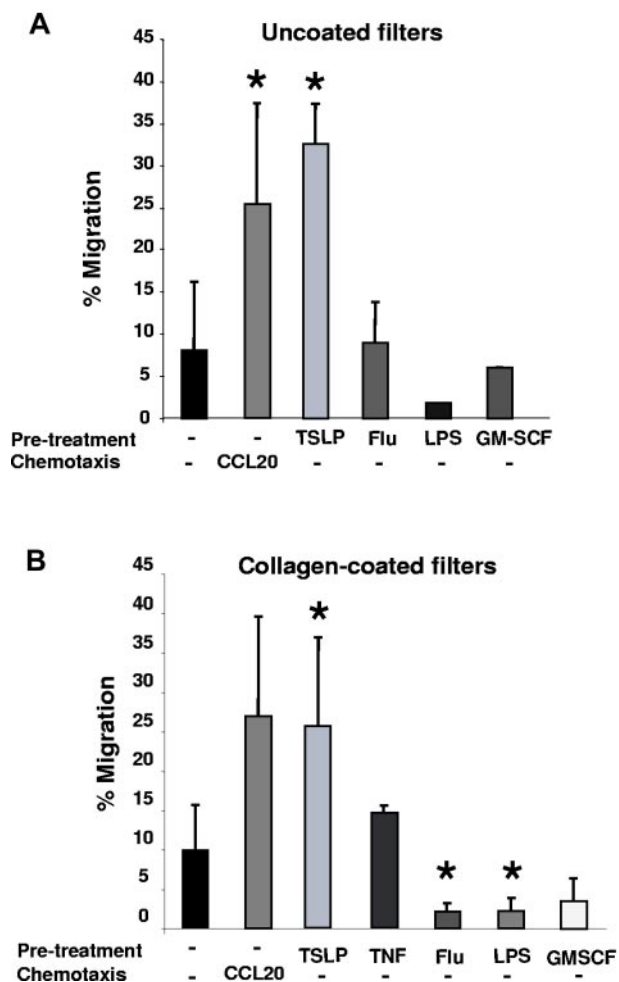 A
Uncoated filters
45
40
35
30
25
20
15
10
5
0
% Migration
Pre-treatment - - TSLP Flu LPS GM-SCF
Chemotaxis - CCL20 - - - -
* *
B
Collagen-coated filters
45
40
35
30
25
20
15
10
5
0
% Migration
* * *
Pre-treatment - - TSLP TNF Flu LPS GMSCF
Chemotaxis - CCL20 - - - - -